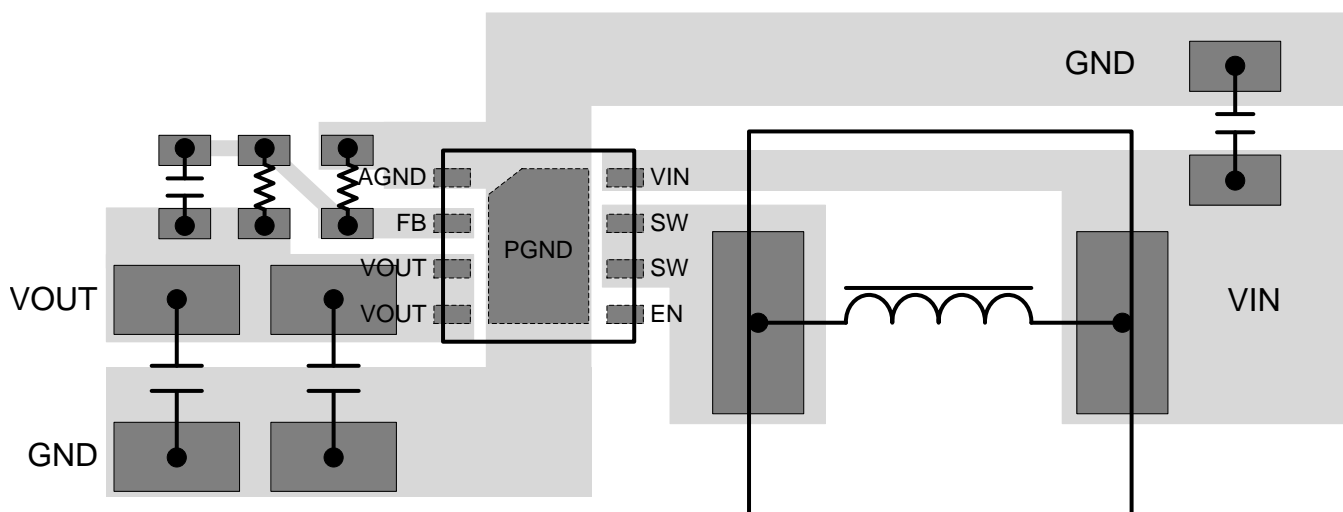 GND
AGND
VIN
FB
SW
PGND
VOUT
SW
VOUT
VIN
VOUT
EN
GND